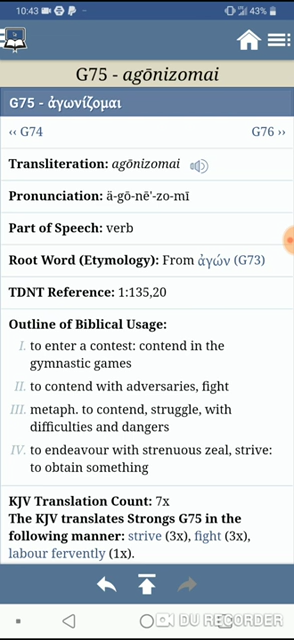 10:43 43%
G75 - agōnizomai
G75 - ἀγωνίζομαι
‹‹ G74 G76 ››
Transliteration: agōnizomai
Pronunciation: ä-gō-nē'-zo-mī
Part of Speech: verb
Root Word (Etymology): From ἀγών (G73)
TDNT Reference: 1:135,20
Outline of Biblical Usage:
I. to enter a contest: contend in the
gymnastic games
II. to contend with adversaries, fight
III. metaph. to contend, struggle, with
difficulties and dangers
IV. to endeavour with strenuous zeal, strive:
to obtain something
KJV Translation Count: 7x
The KJV translates Strongs G75 in the
following manner: strive (3x), fight (3x),
labour fervently (1x).
DU RECORDER